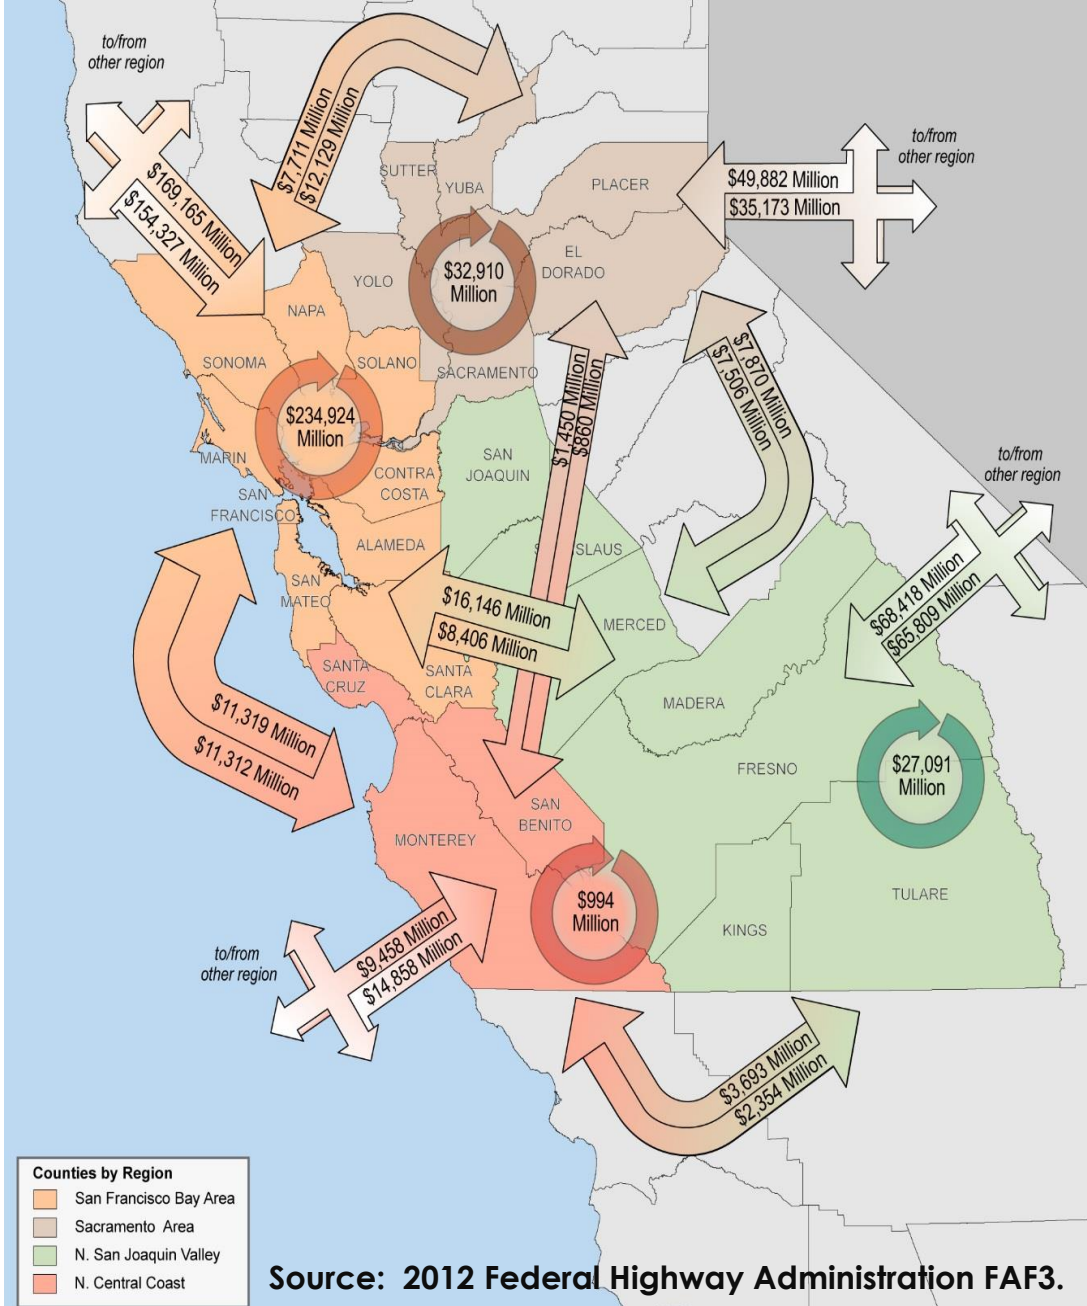 to/from
other region
$7,711 Million
$12,129 Million
$169,165 Million
$154,327 Million
to/from
other region
$49,882 Million
$35,173 Million
SUTTER
YUBA
PLACER
EL
DORADO
YOLO
$32,910
Million
NAPA
SONOMA
SOLANO
SACRAMENTO
$7,870 Million
$7,506 Million
$1,450 Million
$860 Million
$234,924
Million
MARIN
CONTRA
COSTA
SAN
JOAQUIN
to/from
other region
SAN
FRANCISCO
ALAMEDA
SLAUS
$68,418 Million
$65,809 Million
SAN
MATEO
$16,146 Million
$8,406 Million
MERCED
SANTA
CRUZ
SANTA
CLARA
MADERA
$11,319 Million
$11,312 Million
FRESNO
$27,091
Million
SAN
BENITO
MONTEREY
TULARE
$994
Million
KINGS
to/from
other region
$9,458 Million
$14,858 Million
$3,693 Million
$2,354 Million
Counties by Region
San Francisco Bay Area
Sacramento Area
N. San Joaquin Valley
N. Central Coast
Source: 2012 Federal Highway Administration FAF3.